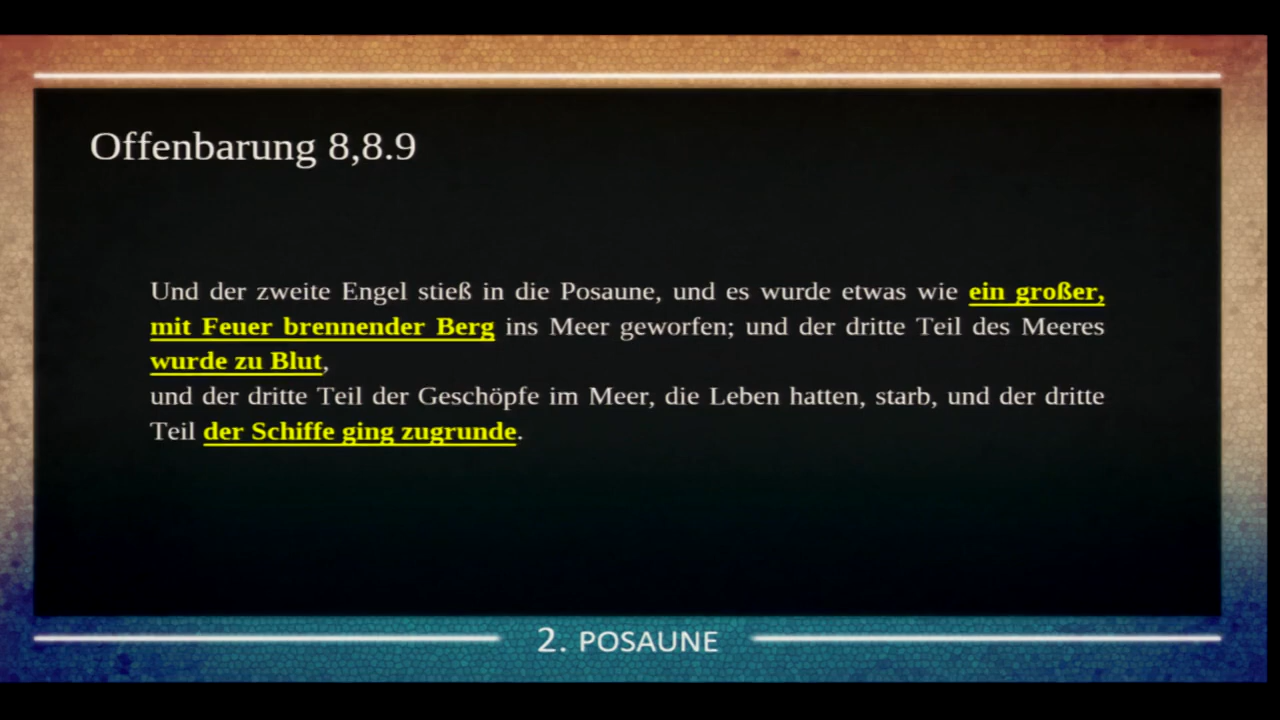 Offenbarung 8,8.9
Und der zweite Engel stieß in die Posaune, und es wurde etwas wie ein großer,
mit Feuer brennender Berg ins Meer geworfen; und der dritte Teil des Meeres
wurde zu Blut,
und der dritte Teil der Geschöpfe im Meer, die Leben hatten, starb, und der dritte
Teil der Schiffe ging zugrunde.
2. POSAUNE